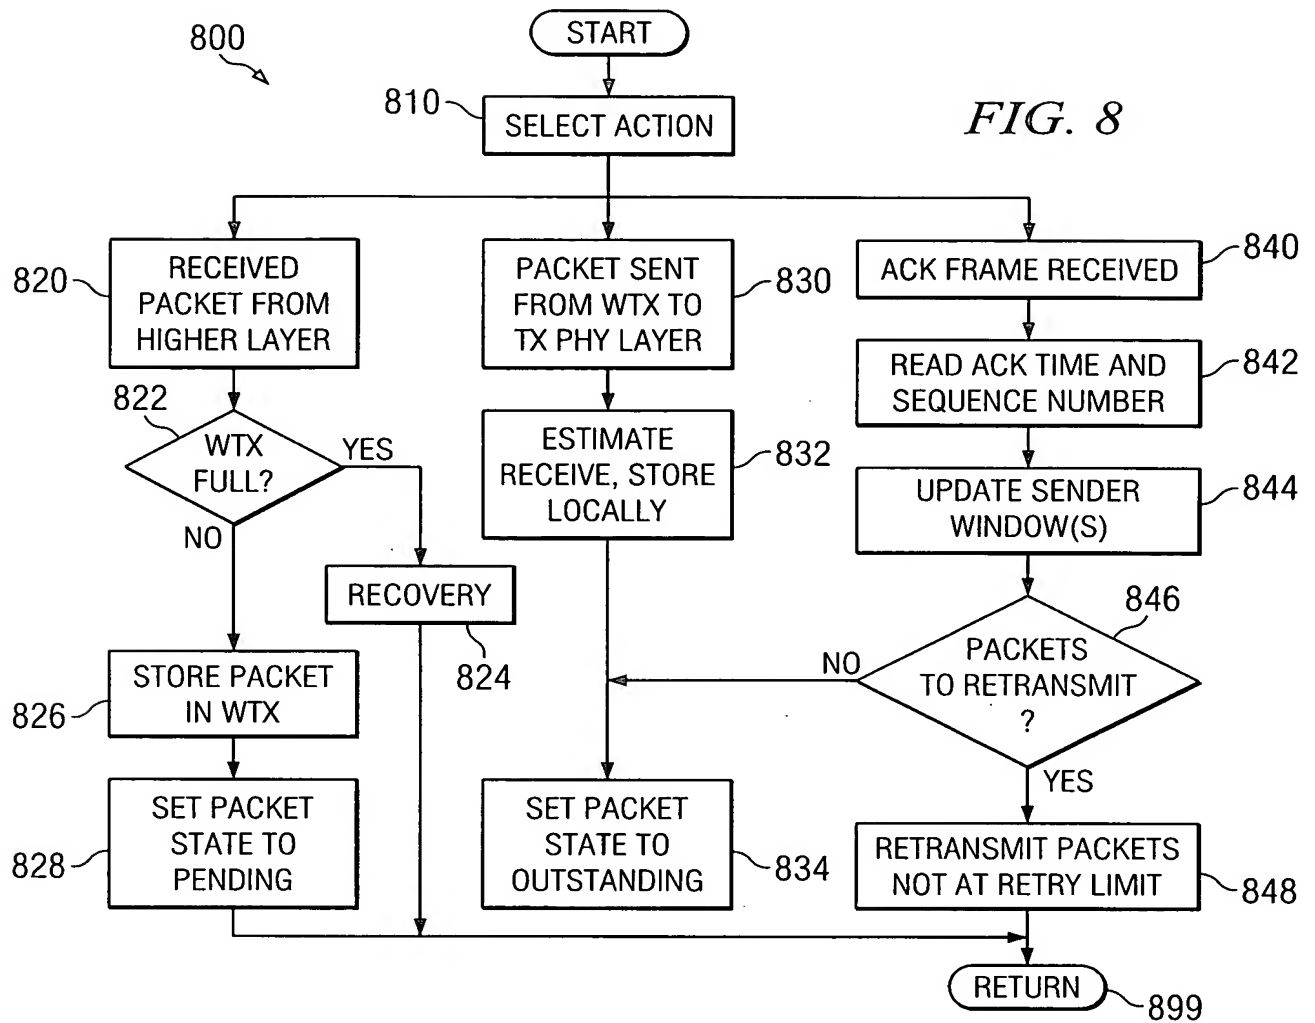 START
800
810
SELECT ACTION
FIG. 8
820
RECEIVED
PACKET FROM
HIGHER LAYER
PACKET SENT
FROM WTX TO
TX PHY LAYER
830
ACK FRAME RECEIVED
840
READ ACK TIME AND
SEQUENCE NUMBER
842
822
WTX
FULL?
YES
NO
ESTIMATE
RECEIVE, STORE
LOCALLY
832
UPDATE SENDER
WINDOW(S)
844
RECOVERY
824
846
PACKETS
TO RETRANSMIT
?
NO
YES
826
STORE PACKET
IN WTX
828
SET PACKET
STATE TO
PENDING
SET PACKET
STATE TO
OUTSTANDING
834
RETRANSMIT PACKETS
NOT AT RETRY LIMIT
848
RETURN
899